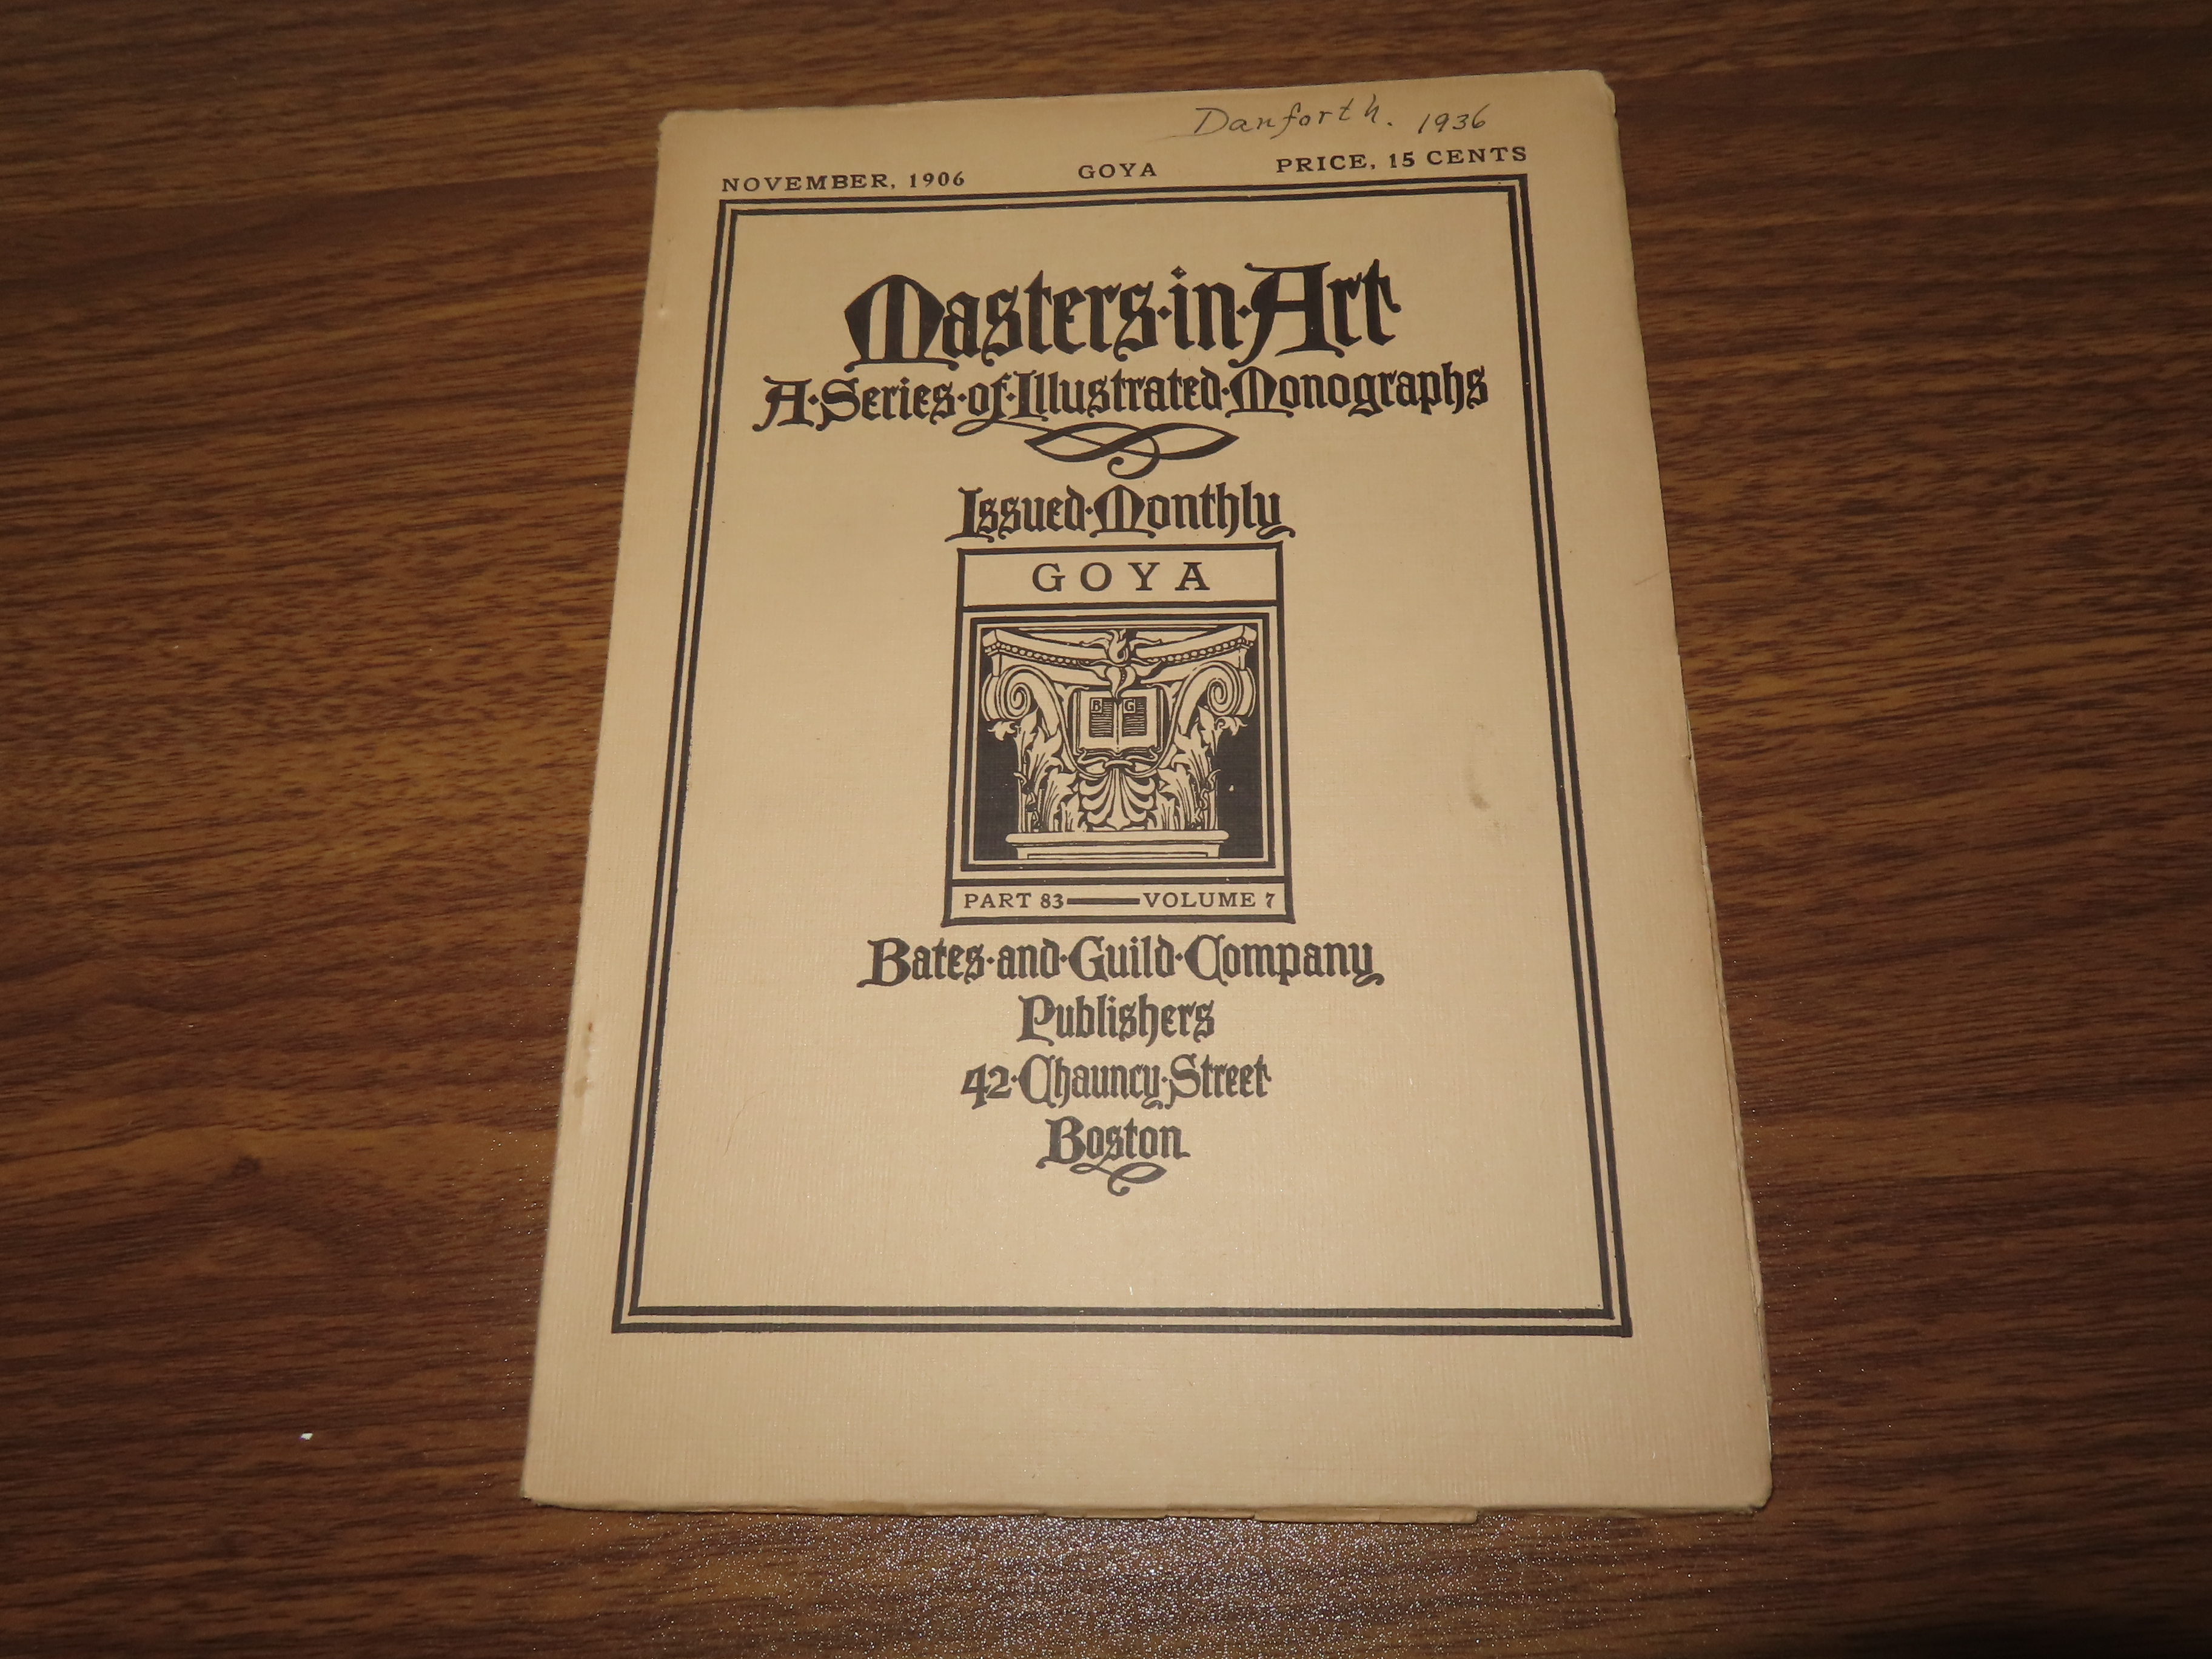 Danforth. 1936
NOVEMBER, 1906 GOYA PRICE, 15 CENTS
Masters·in·Art
A·Series·of·Illustrated·Monographs
Issued·Monthly
GOYA
B G
PART 83 VOLUME 7
Bates·and·Guild·Company
Publishers
42·Chauncy·Street
Boston